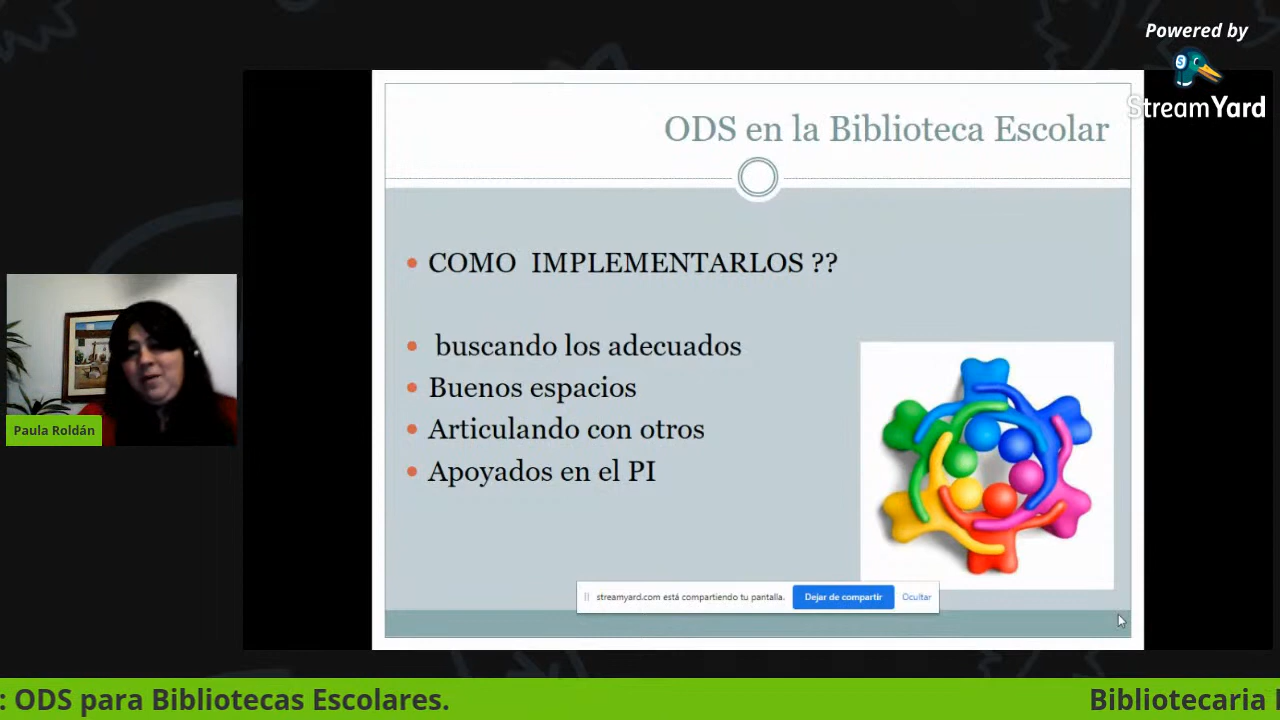 Powered by
StreamYard
ODS en la Biblioteca Escolar
COMO IMPLEMENTARLOS ??
buscando los adecuados
Buenos espacios
Articulando con otros
Apoyados en el PI
Paula Roldán
streamyard.com está compartiendo tu pantalla.
Dejar de compartir
Ocultar
: ODS para Bibliotecas Escolares.
Bibliotecaria